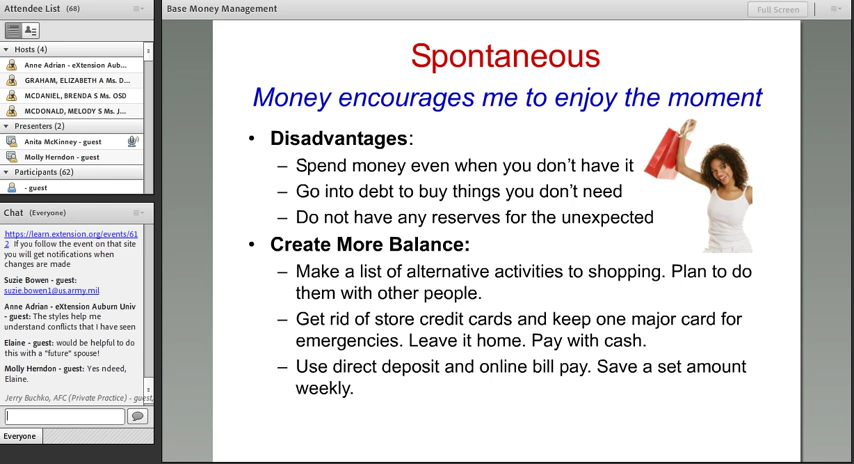 Attendee List (68)
Hosts (4)
Anne Adrian - eXtension Aub...
GRAHAM, ELIZABETH A Ms. D...
MCDANIEL, BRENDA S Ms. OSD
MCDONALD, MELODY S Ms. J...
Presenters (2)
Anita McKinney - guest
Molly Herndon - guest
Participants (62)
- guest
Chat (Everyone)
https://learn.extension.org/events/61
2 If you follow the event on that site
you will get notifications when
changes are made
Suzie Bowen - guest:
suzie.bowen1@us.army.mil
Anne Adrian - eXtension Auburn Univ
- guest: The styles help me
understand conflicts that I have seen
Elaine - guest: would be helpful to do
this with a "future" spouse!
Molly Herndon - guest: Yes ndeed,
Elaine.
Jerry Buchko, AFC (Private Practice) - guest,
Everyone
Base Money Management
Full Screen
Spontaneous
Money encourages me to enjoy the moment
• Disadvantages:
– Spend money even when you don't have it
– Go into debt to buy things you don't need
– Do not have any reserves for the unexpected
• Create More Balance:
– Make a list of alternative activities to shopping. Plan to do
them with other people.
– Get rid of store credit cards and keep one major card for
emergencies. Leave it home. Pay with cash.
– Use direct deposit and online bill pay. Save a set amount
weekly.